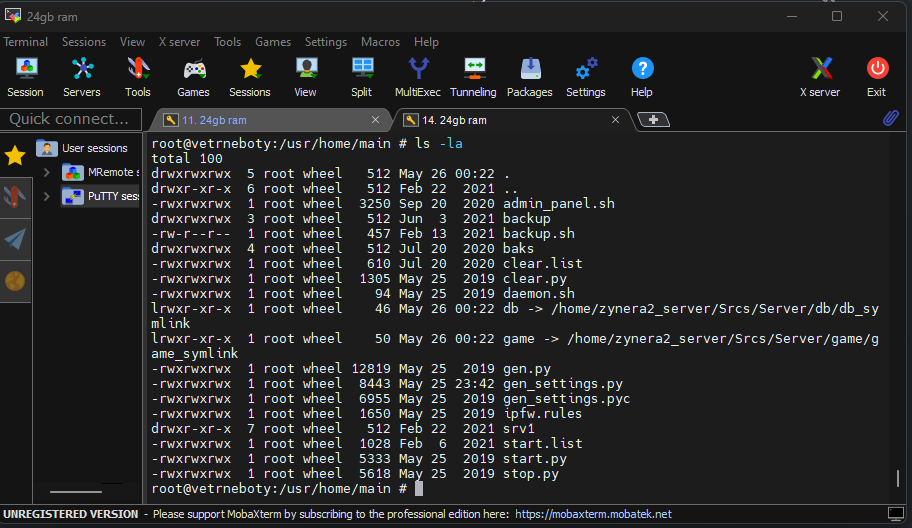 24gb ram
Terminal Sessions View X server Tools Games Settings Macros Help
Session Servers Tools Games Sessions View Split MultiExec Tunneling Packages Settings Help X server Exit
Quick connect...
11. 24gb ram
14. 24gb ram
User sessions
MRemote s
PuTTY sess
root@vetrneboty:/usr/home/main # ls -la
total 100
drwxrwxrwx  5 root wheel   512 May 26 00:22 .
drwxr-xr-x  6 root wheel   512 Feb 22  2021 ..
-rwxrwxrwx  1 root wheel  3250 Sep 20  2020 admin_panel.sh
drwxrwxrwx  3 root wheel   512 Jun  3  2021 backup
-rw-r--r--  1 root wheel   457 Feb 13  2021 backup.sh
drwxrwxrwx  4 root wheel   512 Jul 20  2020 baks
-rwxrwxrwx  1 root wheel   610 Jul 20  2020 clear.list
-rwxrwxrwx  1 root wheel  1305 May 25  2019 clear.py
-rwxrwxrwx  1 root wheel    94 May 25  2019 daemon.sh
lrwxr-xr-x  1 root wheel    46 May 26 00:22 db -> /home/zynera2_server/Srcs/Server/db/db_sy
mlink
lrwxr-xr-x  1 root wheel    50 May 26 00:22 game -> /home/zynera2_server/Srcs/Server/game/g
ame_symlink
-rwxrwxrwx  1 root wheel 12819 May 25  2019 gen.py
-rwxrwxrwx  1 root wheel  8443 May 25 23:42 gen_settings.py
-rwxrwxrwx  1 root wheel  6955 May 25  2019 gen_settings.pyc
-rwxrwxrwx  1 root wheel  1650 May 25  2019 ipfw.rules
drwxr-xr-x  7 root wheel   512 Feb 22  2021 srv1
-rwxrwxrwx  1 root wheel  1028 Feb  6  2021 start.list
-rwxrwxrwx  1 root wheel  5333 May 25  2019 start.py
-rwxrwxrwx  1 root wheel  5618 May 25  2019 stop.py
root@vetrneboty:/usr/home/main #
UNREGISTERED VERSION - Please support MobaXterm by subscribing to the professional edition here: https://mobaxterm.mobatek.net